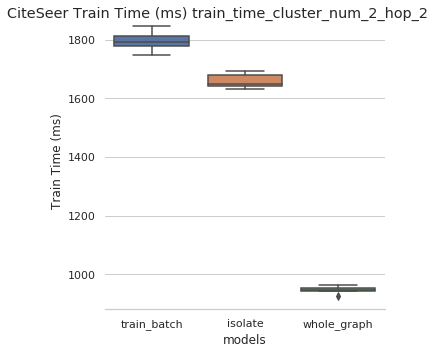 CiteSeer Train Time (ms) train_time_cluster_num_2_hop_2
1800
1600
1400
1200
1000
Train Time (ms)
train_batch isolate whole_graph
models